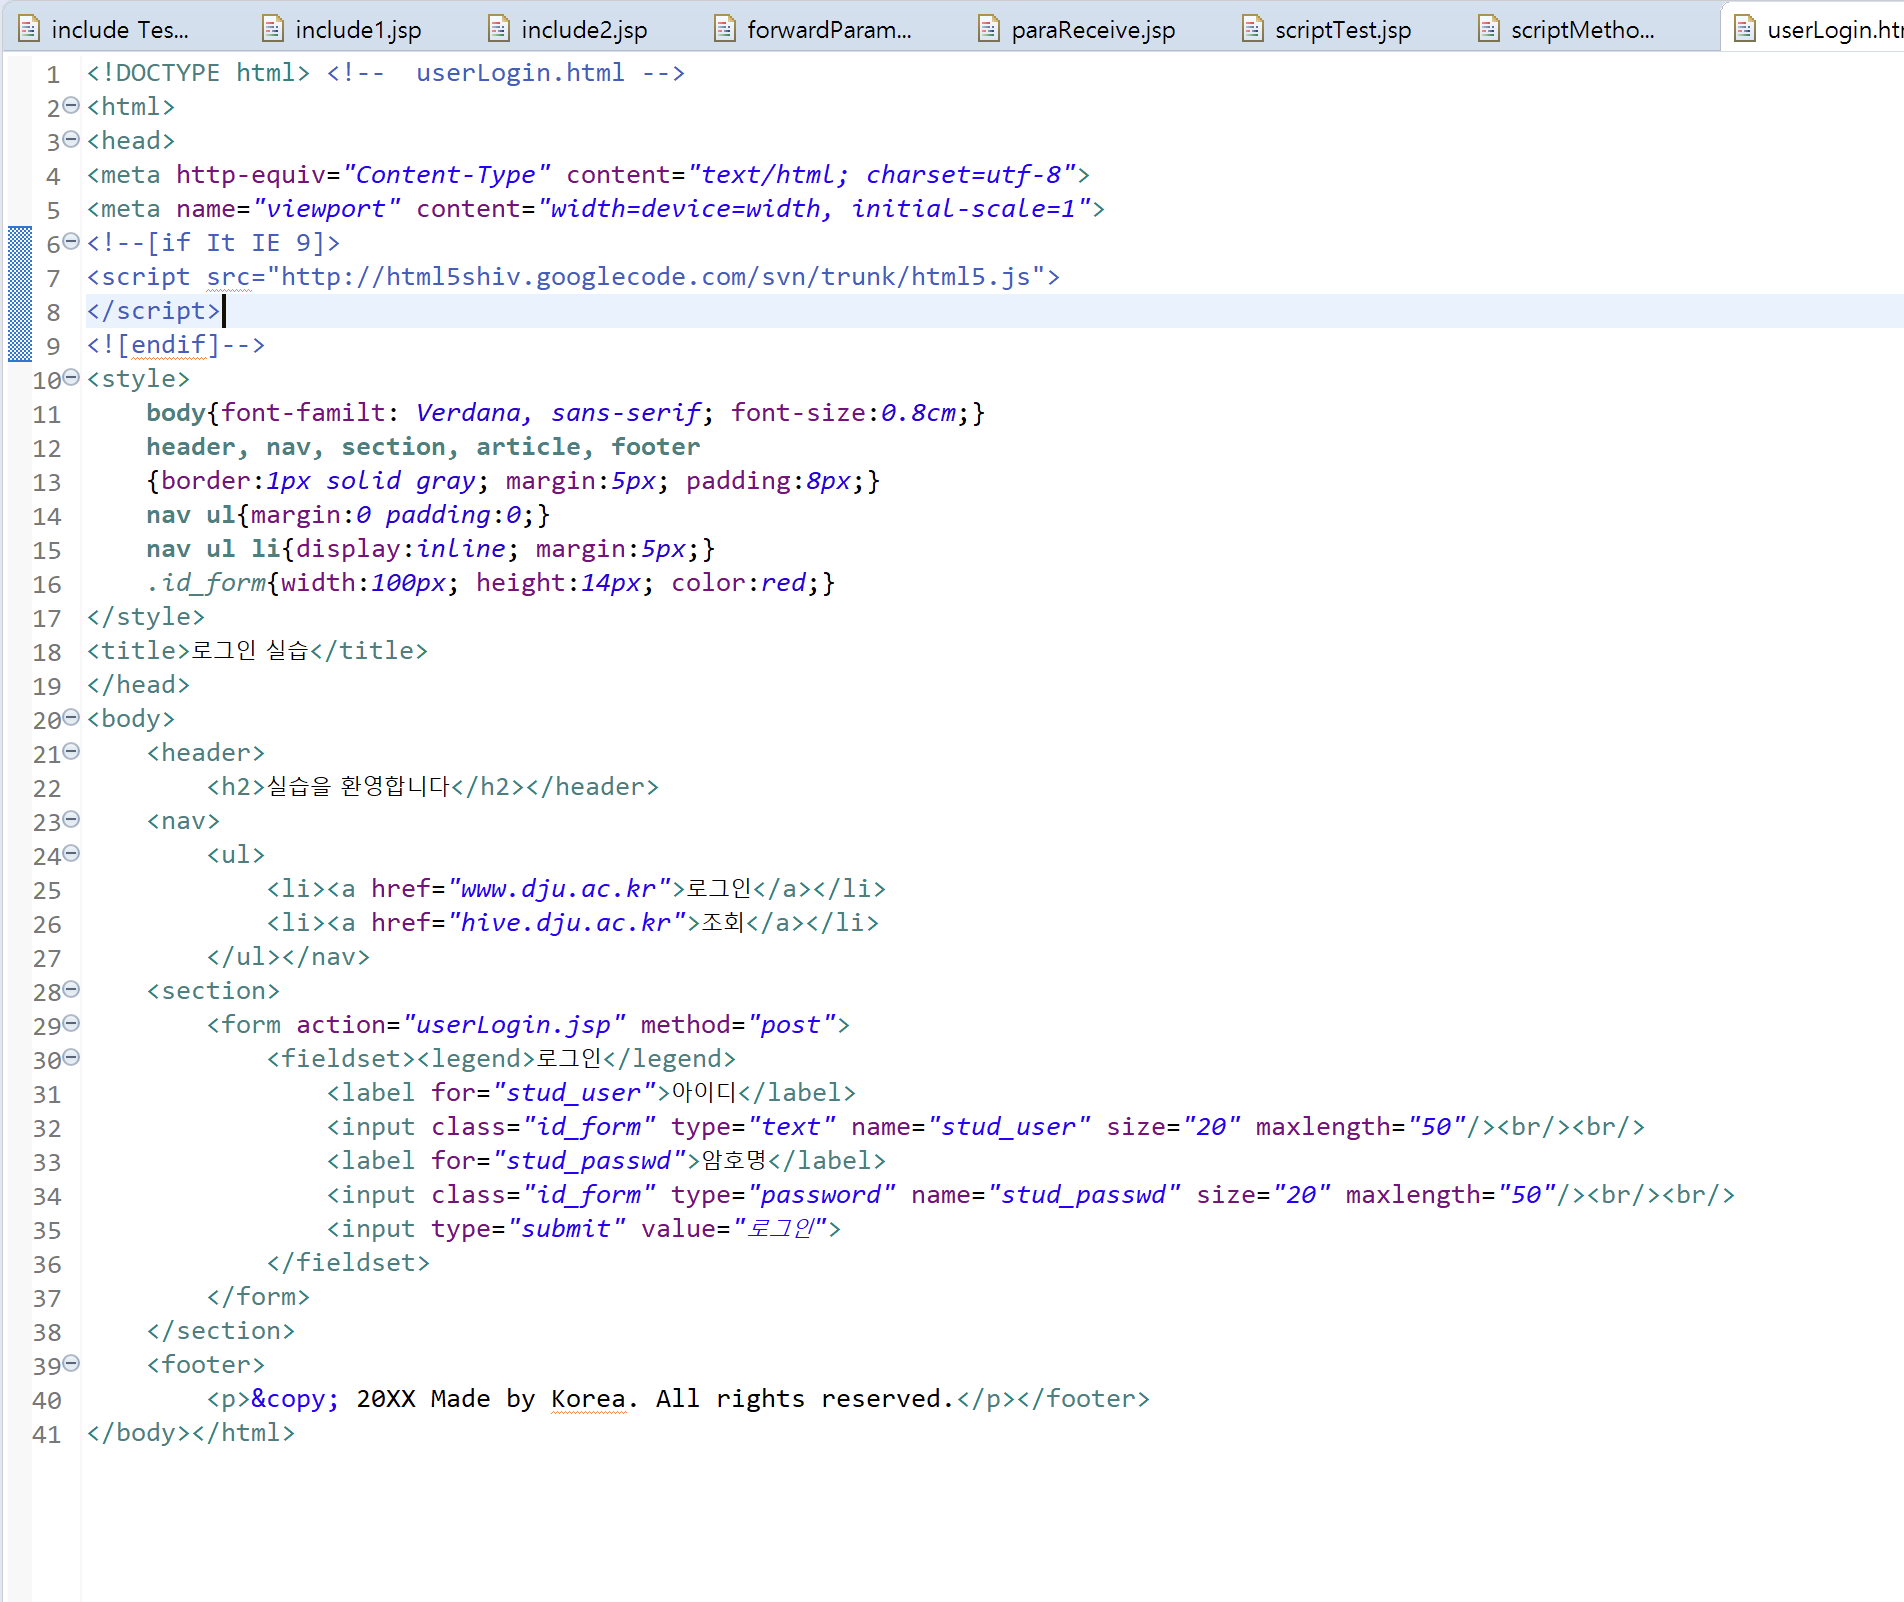 include Tes... include1.jsp include2.jsp forwardParam... paraReceive.jsp scriptTest.jsp scriptMetho... userLogin.htm
1 <!DOCTYPE html> <!--  userLogin.html -->
2 <html>
3 <head>
4 <meta http-equiv="Content-Type" content="text/html; charset=utf-8">
5 <meta name="viewport" content="width=device=width, initial-scale=1">
6 <!--[if It IE 9]>
7 <script src="http://html5shiv.googlecode.com/svn/trunk/html5.js">
8 </script>
9 <![endif]-->
10 <style>
11     body{font-familt: Verdana, sans-serif; font-size:0.8cm;}
12     header, nav, section, article, footer
13     {border:1px solid gray; margin:5px; padding:8px;}
14     nav ul{margin:0 padding:0;}
15     nav ul li{display:inline; margin:5px;}
16     .id_form{width:100px; height:14px; color:red;}
17 </style>
18 <title>로그인 실습</title>
19 </head>
20 <body>
21     <header>
22         <h2>실습을 환영합니다</h2></header>
23     <nav>
24         <ul>
25             <li><a href="www.dju.ac.kr">로그인</a></li>
26             <li><a href="hive.dju.ac.kr">조회</a></li>
27         </ul></nav>
28     <section>
29         <form action="userLogin.jsp" method="post">
30             <fieldset><legend>로그인</legend>
31                 <label for="stud_user">아이디</label>
32                 <input class="id_form" type="text" name="stud_user" size="20" maxlength="50"/><br/><br/>
33                 <label for="stud_passwd">암호명</label>
34                 <input class="id_form" type="password" name="stud_passwd" size="20" maxlength="50"/><br/><br/>
35                 <input type="submit" value="로그인">
36             </fieldset>
37         </form>
38     </section>
39     <footer>
40         <p>&copy; 20XX Made by Korea. All rights reserved.</p></footer>
41 </body></html>